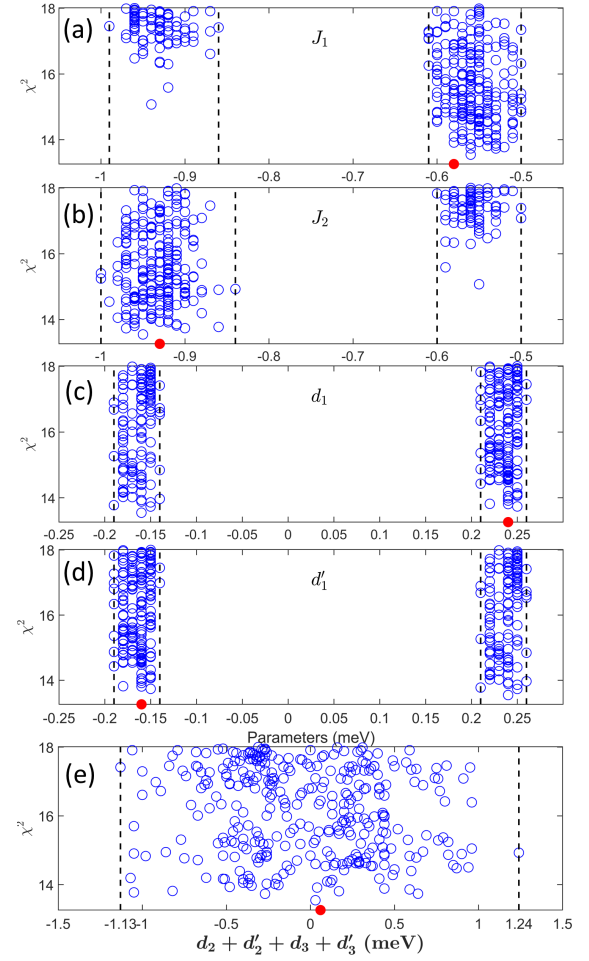 18
(a)
J₁
16
χ²
14
-1 -0.9 -0.8 -0.7 -0.6 -0.5
18
(b)
J₂
16
χ²
14
-1 -0.9 -0.8 -0.7 -0.6 -0.5
18
(c)
d₁
16
χ²
14
-0.25 -0.2 -0.15 -0.1 -0.05 0 0.05 0.1 0.15 0.2 0.25
18
(d)
d′₁
16
χ²
14
-0.25 -0.2 -0.15 -0.1 -0.05 0 0.05 0.1 0.15 0.2 0.25
Parameters (meV)
18
(e)
16
χ²
14
-1.5 -1.13 -1 -0.5 0 0.5 1 1.24 1.5
d₂ + d′₂ + d₃ + d′₃ (meV)